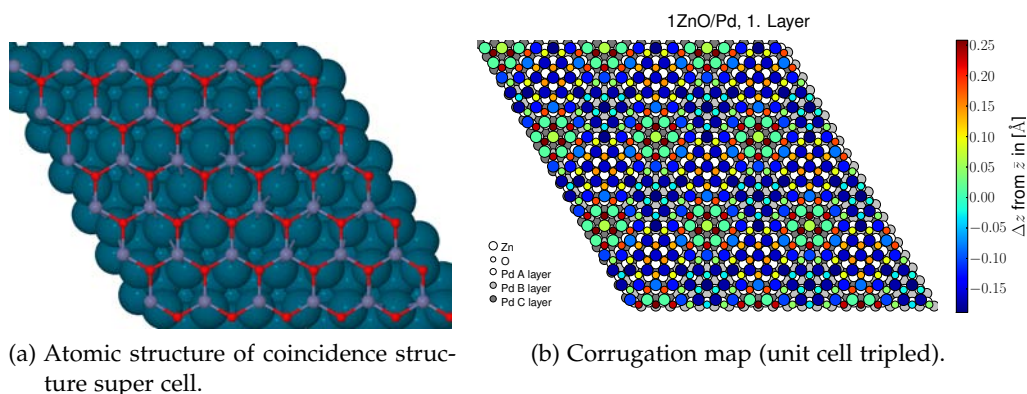 1ZnO/Pd, 1. Layer
Zn
O
Pd A layer
Pd B layer
Pd C layer
0.25
0.20
0.15
0.10
0.05
0.00
−0.05
−0.10
−0.15
Δz from z̄ in [Å]
(a) Atomic structure of coincidence struc-
ture super cell.
(b) Corrugation map (unit cell tripled).